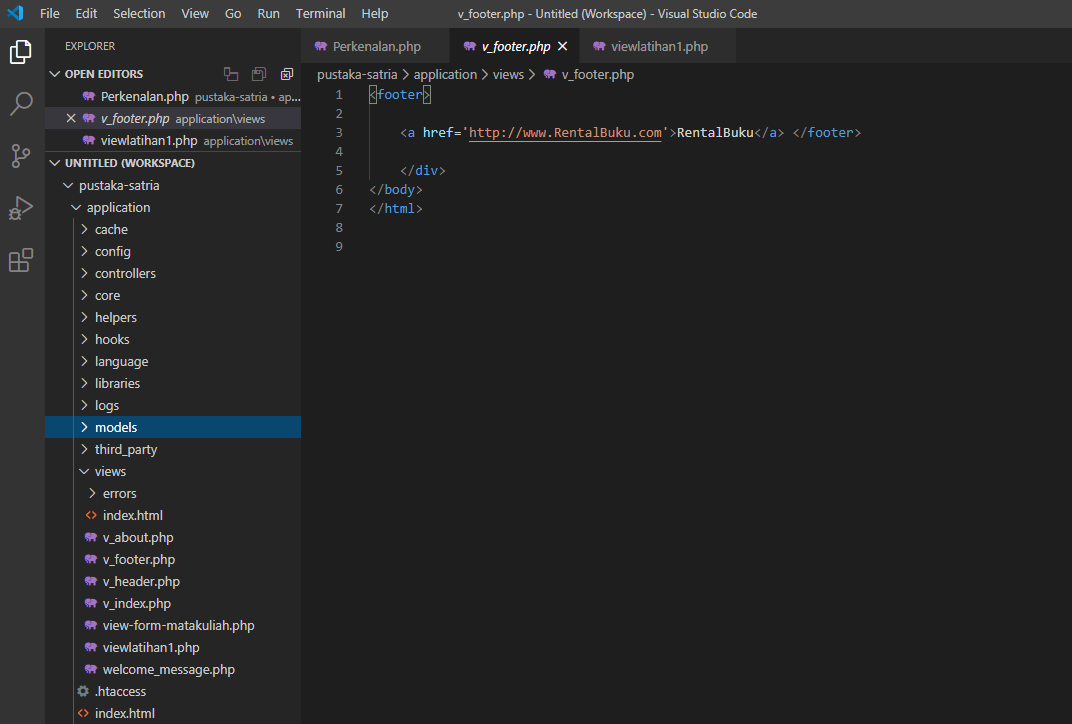 File Edit Selection View Go Run Terminal Help v_footer.php - Untitled (Workspace) - Visual Studio Code
EXPLORER
OPEN EDITORS
Perkenalan.php pustaka-satria • ap...
v_footer.php application\views
viewlatihan1.php application\views
UNTITLED (WORKSPACE)
pustaka-satria
application
cache
config
controllers
core
helpers
hooks
language
libraries
logs
models
third_party
views
errors
index.html
v_about.php
v_footer.php
v_header.php
v_index.php
view-form-matakuliah.php
viewlatihan1.php
welcome_message.php
.htaccess
index.html
Perkenalan.php v_footer.php viewlatihan1.php
pustaka-satria > application > views > v_footer.php
1 <footer>
2
3 <a href='http://www.RentalBuku.com'>RentalBuku</a> </footer>
4
5 </div>
6 </body>
7 </html>
8
9